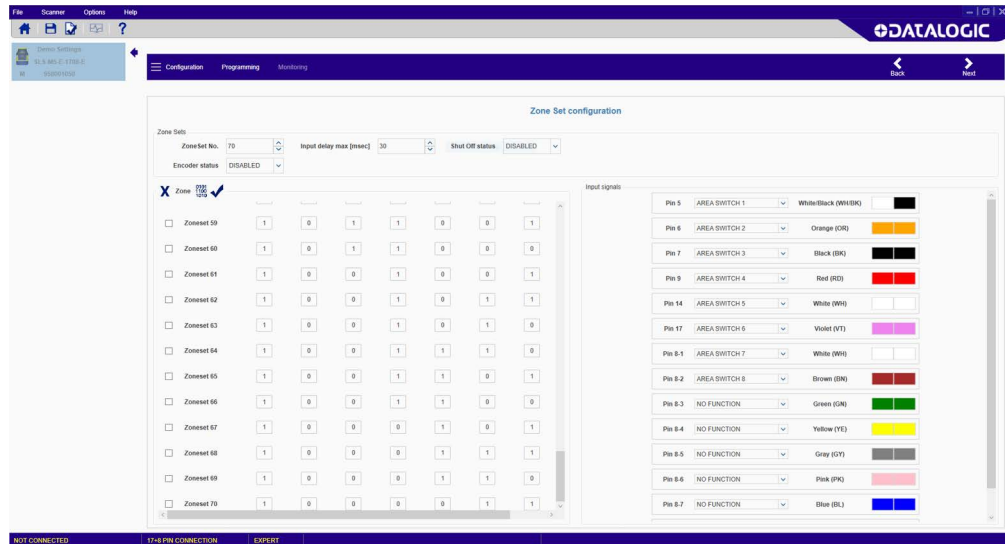 File Scanner Options Help
DATALOGIC
Demo Settings
SLS-M5-E-1708-E
Configuration Programming Monitoring
Back Next
Zone Set configuration
Zone Sets
ZoneSet No. 70 Input delay max [msec] 30 Shut Off status DISABLED
Encoder status DISABLED
X Zone
Zoneset 59 1 0 1 1 0 0 1
Zoneset 60 1 0 1 1 0 0 0
Zoneset 61 1 0 0 1 0 0 1
Zoneset 62 1 0 0 1 0 1 1
Zoneset 63 1 0 0 1 0 1 0
Zoneset 64 1 0 0 1 1 1 0
Zoneset 65 1 0 0 1 1 0 1
Zoneset 66 1 0 0 1 1 0 0
Zoneset 67 1 0 0 0 1 0 1
Zoneset 68 1 0 0 0 1 1 1
Zoneset 69 1 0 0 0 1 1 0
Zoneset 70 1 0 0 0 0 1 1
Input signals
Pin 5 AREA SWITCH 1 White/Black (WH/BK)
Pin 6 AREA SWITCH 2 Orange (OR)
Pin 7 AREA SWITCH 3 Black (BK)
Pin 9 AREA SWITCH 4 Red (RD)
Pin 14 AREA SWITCH 5 White (WH)
Pin 17 AREA SWITCH 6 Violet (VT)
Pin 8-1 AREA SWITCH 7 White (WH)
Pin 8-2 AREA SWITCH 8 Brown (BN)
Pin 8-3 NO FUNCTION Green (GN)
Pin 8-4 NO FUNCTION Yellow (YE)
Pin 8-5 NO FUNCTION Gray (GY)
Pin 8-6 NO FUNCTION Pink (PK)
Pin 8-7 NO FUNCTION Blue (BL)
NOT CONNECTED 17+8 PIN CONNECTION EXPERT